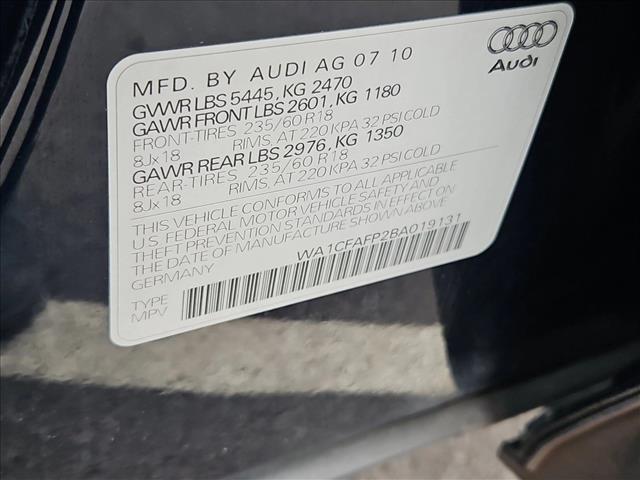 MFD. BY AUDI AG 07 10
Audi
GVWR LBS 5445, KG 2470
GAWR FRONT LBS 2601, KG 1180
FRONT-TIRES 235/60 R18
8Jx18 RIMS, AT 220 KPA 32 PSI COLD
GAWR REAR LBS 2976, KG 1350
REAR-TIRES 235/60 R18
8Jx18 RIMS, AT 220 KPA 32 PSI COLD
THIS VEHICLE CONFORMS TO ALL APPLICABLE
U.S. FEDERAL MOTOR VEHICLE SAFETY AND
THEFT PREVENTION STANDARDS IN EFFECT ON
THE DATE OF MANUFACTURE SHOWN ABOVE.
GERMANY
WA1CFAFP2BA019131
TYPE
MPV